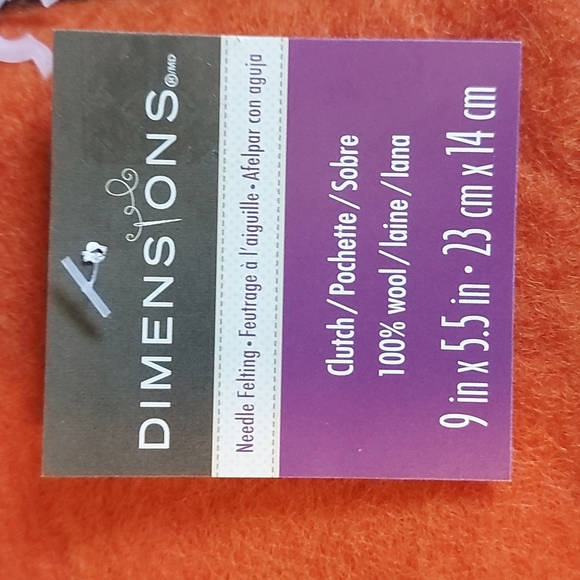 DIMENSIONS®/MD
Needle Felting • Feutrage à l'aiguille • Afelpar con aguja
Clutch / Pochette / Sobre
100% wool / laine / lana
9 in x 5.5 in • 23 cm x 14 cm